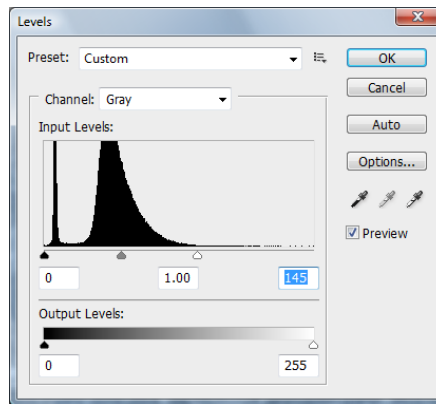 Levels
Preset: Custom
OK
Cancel
Channel: Gray
Auto
Input Levels:
Options...
Preview
0 1.00 145
Output Levels:
0 255